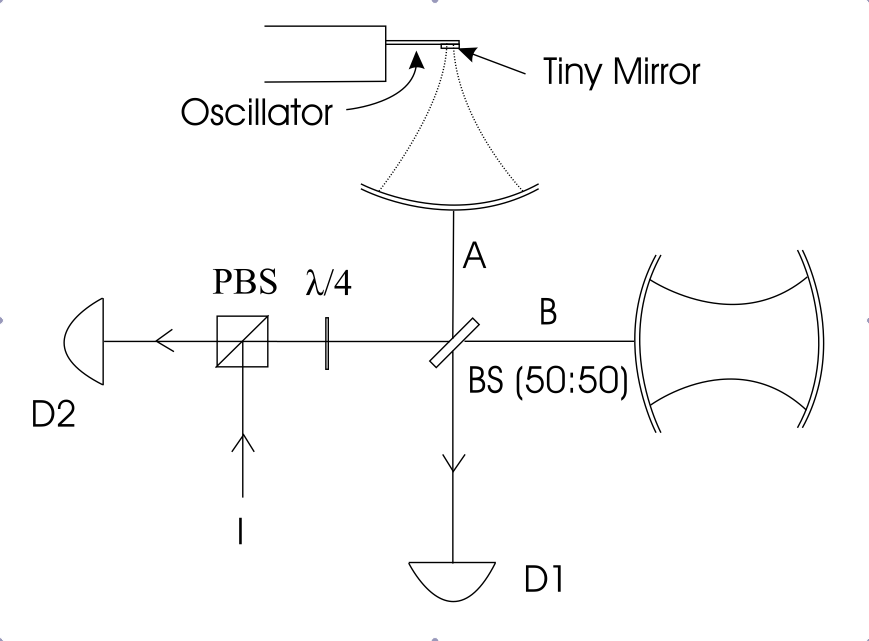 Tiny Mirror
Oscillator
A
PBS λ/4
B
BS (50:50)
D2
I
D1